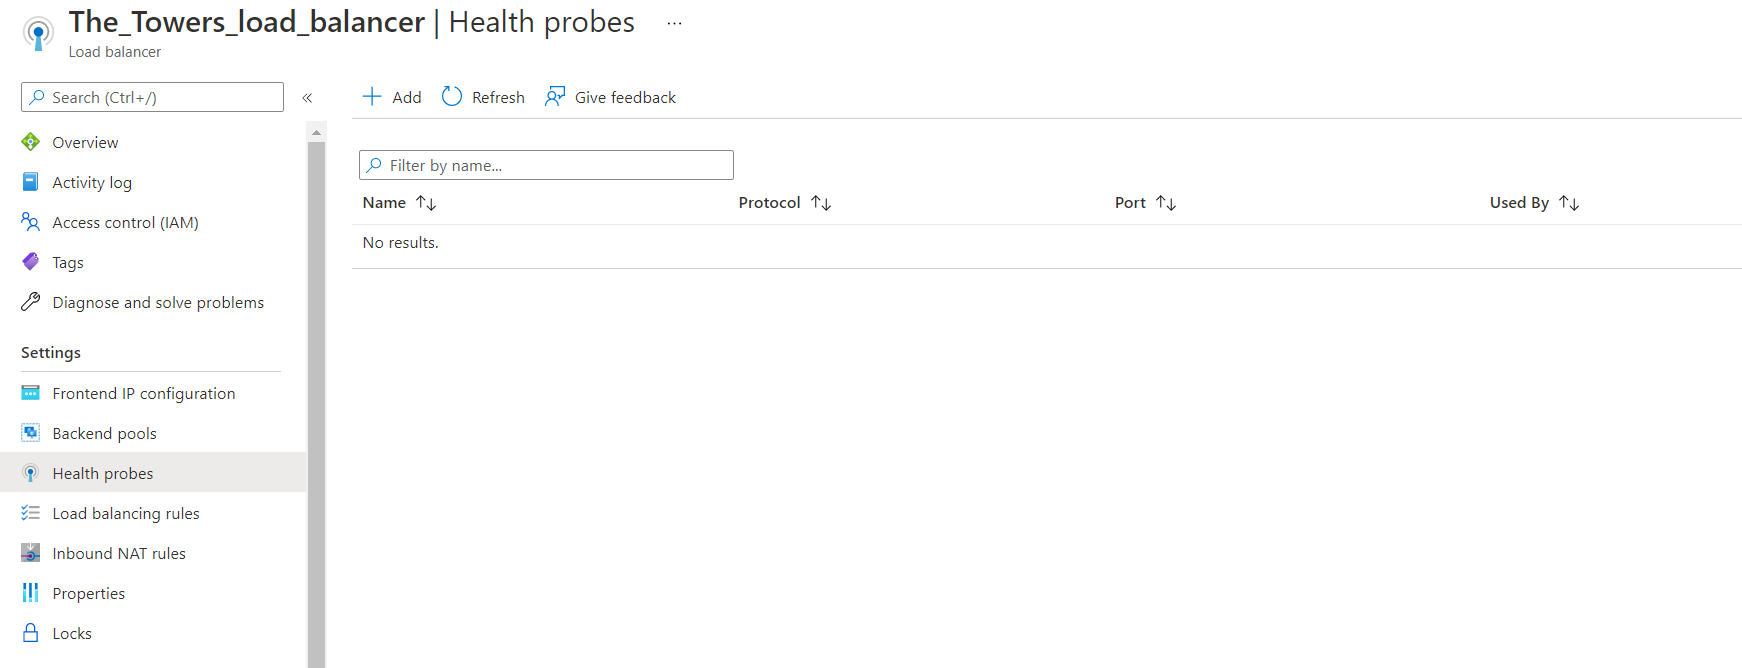 The_Towers_load_balancer | Health probes ...
Load balancer
Search (Ctrl+/)
«
Overview
Activity log
Access control (IAM)
Tags
Diagnose and solve problems
Settings
Frontend IP configuration
Backend pools
Health probes
Load balancing rules
Inbound NAT rules
Properties
Locks
Add Refresh Give feedback
Filter by name...
Name Protocol Port Used By
No results.